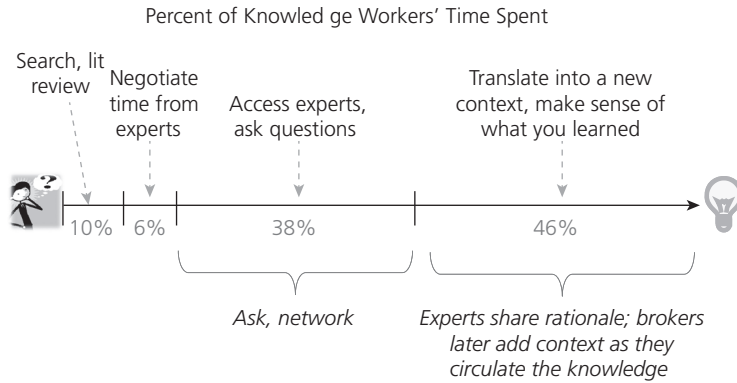 Percent of Knowled ge Workers’ Time Spent
Search, lit
review
Negotiate
time from
experts
Access experts,
ask questions
Translate into a new
context, make sense of
what you learned
?
10%
6%
38%
46%
Ask, network
Experts share rationale; brokers
later add context as they
circulate the knowledge